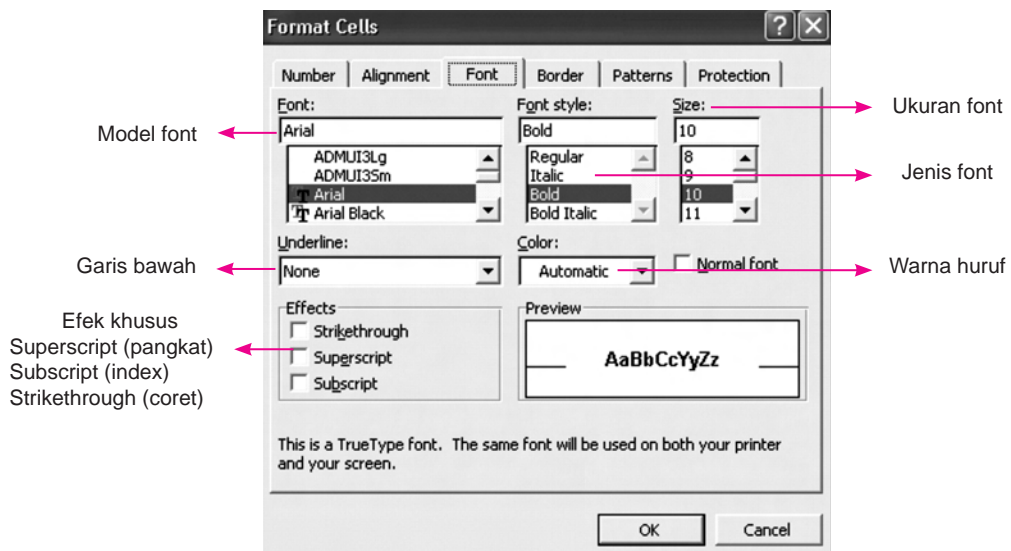 Format Cells
Number Alignment Font Border Patterns Protection
Font: Font style: Size: Ukuran font
Model font Arial Bold 10
ADMUI3Lg Regular 8
ADMUI3Sm Italic 9 Jenis font
Arial Bold 10
Arial Black Bold Italic 11
Underline: Color:
Garis bawah None Automatic Normal font Warna huruf
Effects Preview
Efek khusus Strikethrough
Superscript (pangkat) Superscript AaBbCcYyZz
Subscript (index) Subscript
Strikethrough (coret)
This is a TrueType font. The same font will be used on both your printer
and your screen.
OK Cancel